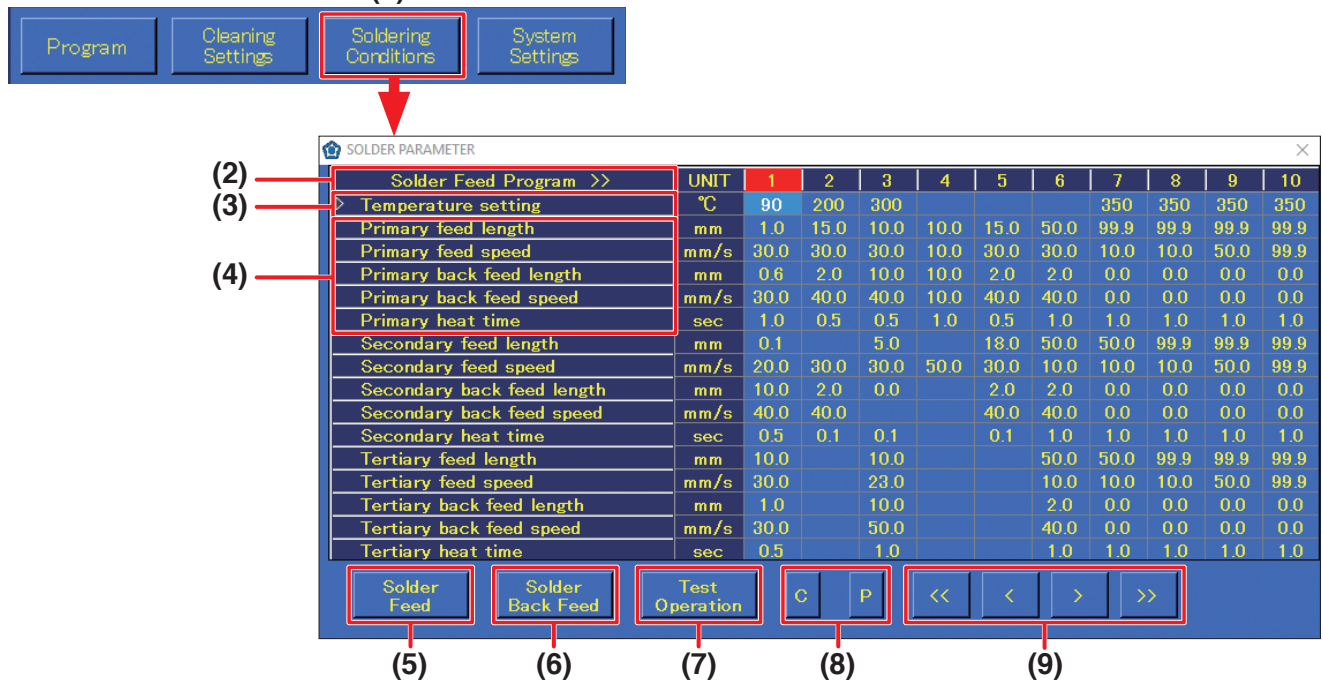 Program Cleaning Settings Soldering Conditions System Settings
SOLDER PARAMETER ×
(2) Solder Feed Program >> UNIT 1 2 3 4 5 6 7 8 9 10
(3) Temperature setting ℃ 90 200 300 350 350 350 350
Primary feed length mm 1.0 15.0 10.0 10.0 15.0 50.0 99.9 99.9 99.9 99.9
Primary feed speed mm/s 30.0 30.0 30.0 10.0 30.0 30.0 10.0 10.0 50.0 99.9
(4) Primary back feed length mm 0.6 2.0 10.0 10.0 2.0 2.0 0.0 0.0 0.0 0.0
Primary back feed speed mm/s 30.0 40.0 40.0 10.0 40.0 40.0 0.0 0.0 0.0 0.0
Primary heat time sec 1.0 0.5 0.5 1.0 0.5 1.0 1.0 1.0 1.0 1.0
Secondary feed length mm 0.1 5.0 18.0 50.0 50.0 99.9 99.9 99.9
Secondary feed speed mm/s 20.0 30.0 30.0 50.0 30.0 10.0 10.0 10.0 50.0 99.9
Secondary back feed length mm 10.0 2.0 0.0 2.0 2.0 0.0 0.0 0.0 0.0
Secondary back feed speed mm/s 40.0 40.0 40.0 40.0 0.0 0.0 0.0 0.0
Secondary heat time sec 0.5 0.1 0.1 0.1 1.0 1.0 1.0 1.0 1.0
Tertiary feed length mm 10.0 10.0 50.0 50.0 99.9 99.9 99.9
Tertiary feed speed mm/s 30.0 23.0 10.0 10.0 10.0 50.0 99.9
Tertiary back feed length mm 1.0 10.0 2.0 0.0 0.0 0.0 0.0
Tertiary back feed speed mm/s 30.0 50.0 40.0 0.0 0.0 0.0 0.0
Tertiary heat time sec 0.5 1.0 1.0 1.0 1.0 1.0 1.0
Solder Feed Solder Back Feed Test Operation C P << < > >>
(5) (6) (7) (8) (9)